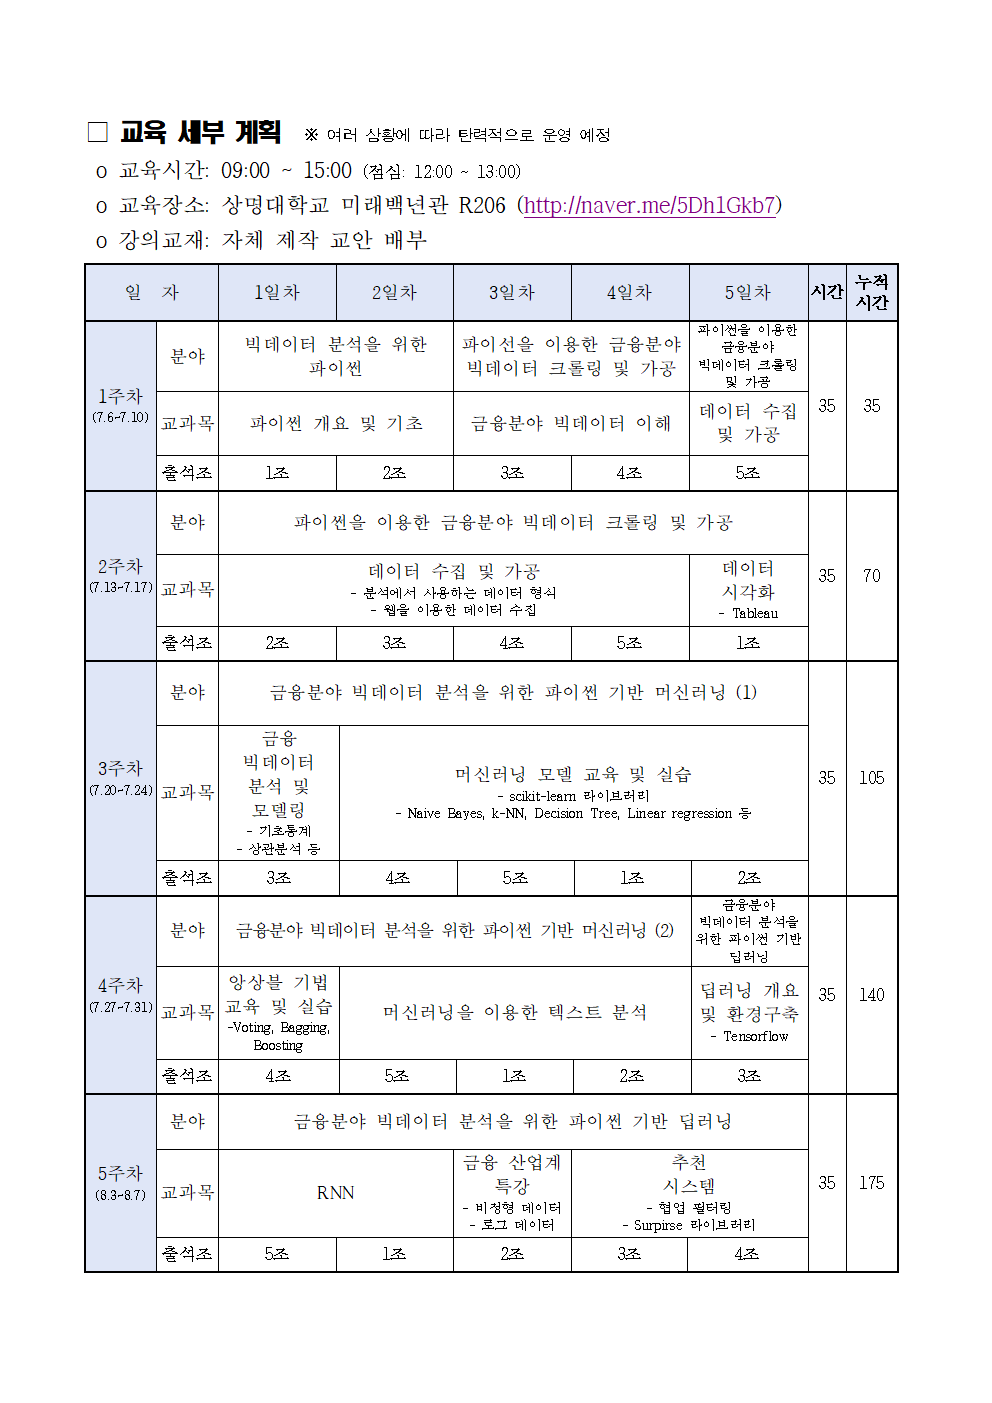 □ 교육 세부 계획 ※ 여러 상황에 따라 탄력적으로 운영 예정
o 교육시간: 09:00 ~ 15:00 (점심: 12:00 ~ 13:00)
o 교육장소: 상명대학교 미래백년관 R206 (http://naver.me/5Dh1Gkb7)
o 강의교재: 자체 제작 교안 배부
일 자 1일차 2일차 3일차 4일차 5일차 시간 누적
시간
1주차
(7.6~7.10)
분야
빅데이터 분석을 위한
파이썬
파이선을 이용한 금융분야
빅데이터 크롤링 및 가공
파이썬을 이용한
금융분야
빅데이터 크롤링
및 가공
35 35
교과목 파이썬 개요 및 기초 금융분야 빅데이터 이해 데이터 수집
및 가공
출석조 1조 2조 3조 4조 5조
2주차
(7.13~7.17)
분야 파이썬을 이용한 금융분야 빅데이터 크롤링 및 가공
35 70
교과목
데이터 수집 및 가공
- 분석에서 사용하는 데이터 형식
- 웹을 이용한 데이터 수집
데이터
시각화
- Tableau
출석조 2조 3조 4조 5조 1조
3주차
(7.20~7.24)
분야 금융분야 빅데이터 분석을 위한 파이썬 기반 머신러닝 (1)
35 105
교과목
금융
빅데이터
분석 및
모델링
- 기초통계
- 상관분석 등
머신러닝 모델 교육 및 실습
- scikit-learn 라이브러리
- Naive Bayes, k-NN, Decision Tree, Linear regression 등
출석조 3조 4조 5조 1조 2조
4주차
(7.27~7.31)
분야 금융분야 빅데이터 분석을 위한 파이썬 기반 머신러닝 (2)
금융분야
빅데이터 분석을
위한 파이썬 기반
딥러닝
35 140
교과목
앙상블 기법
교육 및 실습
-Voting, Bagging,
Boosting
머신러닝을 이용한 텍스트 분석
딥러닝 개요
및 환경구축
- Tensorflow
출석조 4조 5조 1조 2조 3조
5주차
(8.3~8.7)
분야 금융분야 빅데이터 분석을 위한 파이썬 기반 딥러닝
35 175
교과목 RNN
금융 산업계
특강
- 비정형 데이터
- 로그 데이터
추천
시스템
- 협업 필터링
- Surpirse 라이브러리
출석조 5조 1조 2조 3조 4조